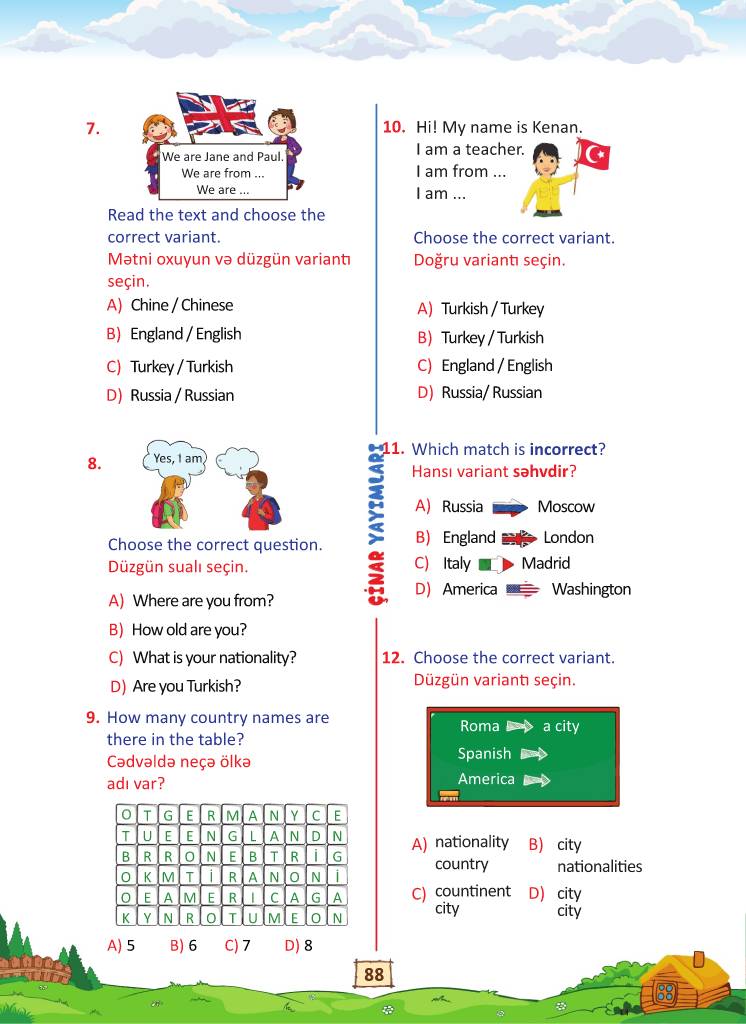 7.
We are Jane and Paul.
We are from ...
We are ...
Read the text and choose the
correct variant.
Mətni oxuyun və düzgün variantı
seçin.
A) Chine / Chinese
B) England / English
C) Turkey / Turkish
D) Russia / Russian
8.
Yes, I am
Choose the correct question.
Düzgün sualı seçin.
A) Where are you from?
B) How old are you?
C) What is your nationality?
D) Are you Turkish?
9. How many country names are
there in the table?
Cədvəldə neçə ölkə
adı var?
O T G E R M A N Y C E
T U E E N G L A N D N
B R R O N E B T R İ G
O K M T İ R A N O N İ
O E A M E R I C A G A
K Y N R O T U M E O N
A) 5 B) 6 C) 7 D) 8
ÇİNAR YAYIMLARI
10. Hi! My name is Kenan.
I am a teacher.
I am from ...
I am ...
Choose the correct variant.
Doğru variantı seçin.
A) Turkish / Turkey
B) Turkey / Turkish
C) England / English
D) Russia/ Russian
11. Which match is incorrect?
Hansı variant səhvdir?
A) Russia Moscow
B) England London
C) Italy Madrid
D) America Washington
12. Choose the correct variant.
Düzgün variantı seçin.
Roma a city
Spanish
America
A) nationality
country
B) city
nationalities
C) countinent
city
D) city
city
88